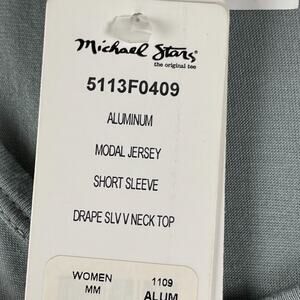 Michael Stars
the original tee
5113F0409
ALUMINUM
MODAL JERSEY
SHORT SLEEVE
DRAPE SLV V NECK TOP
WOMEN 1109
MM ALUM